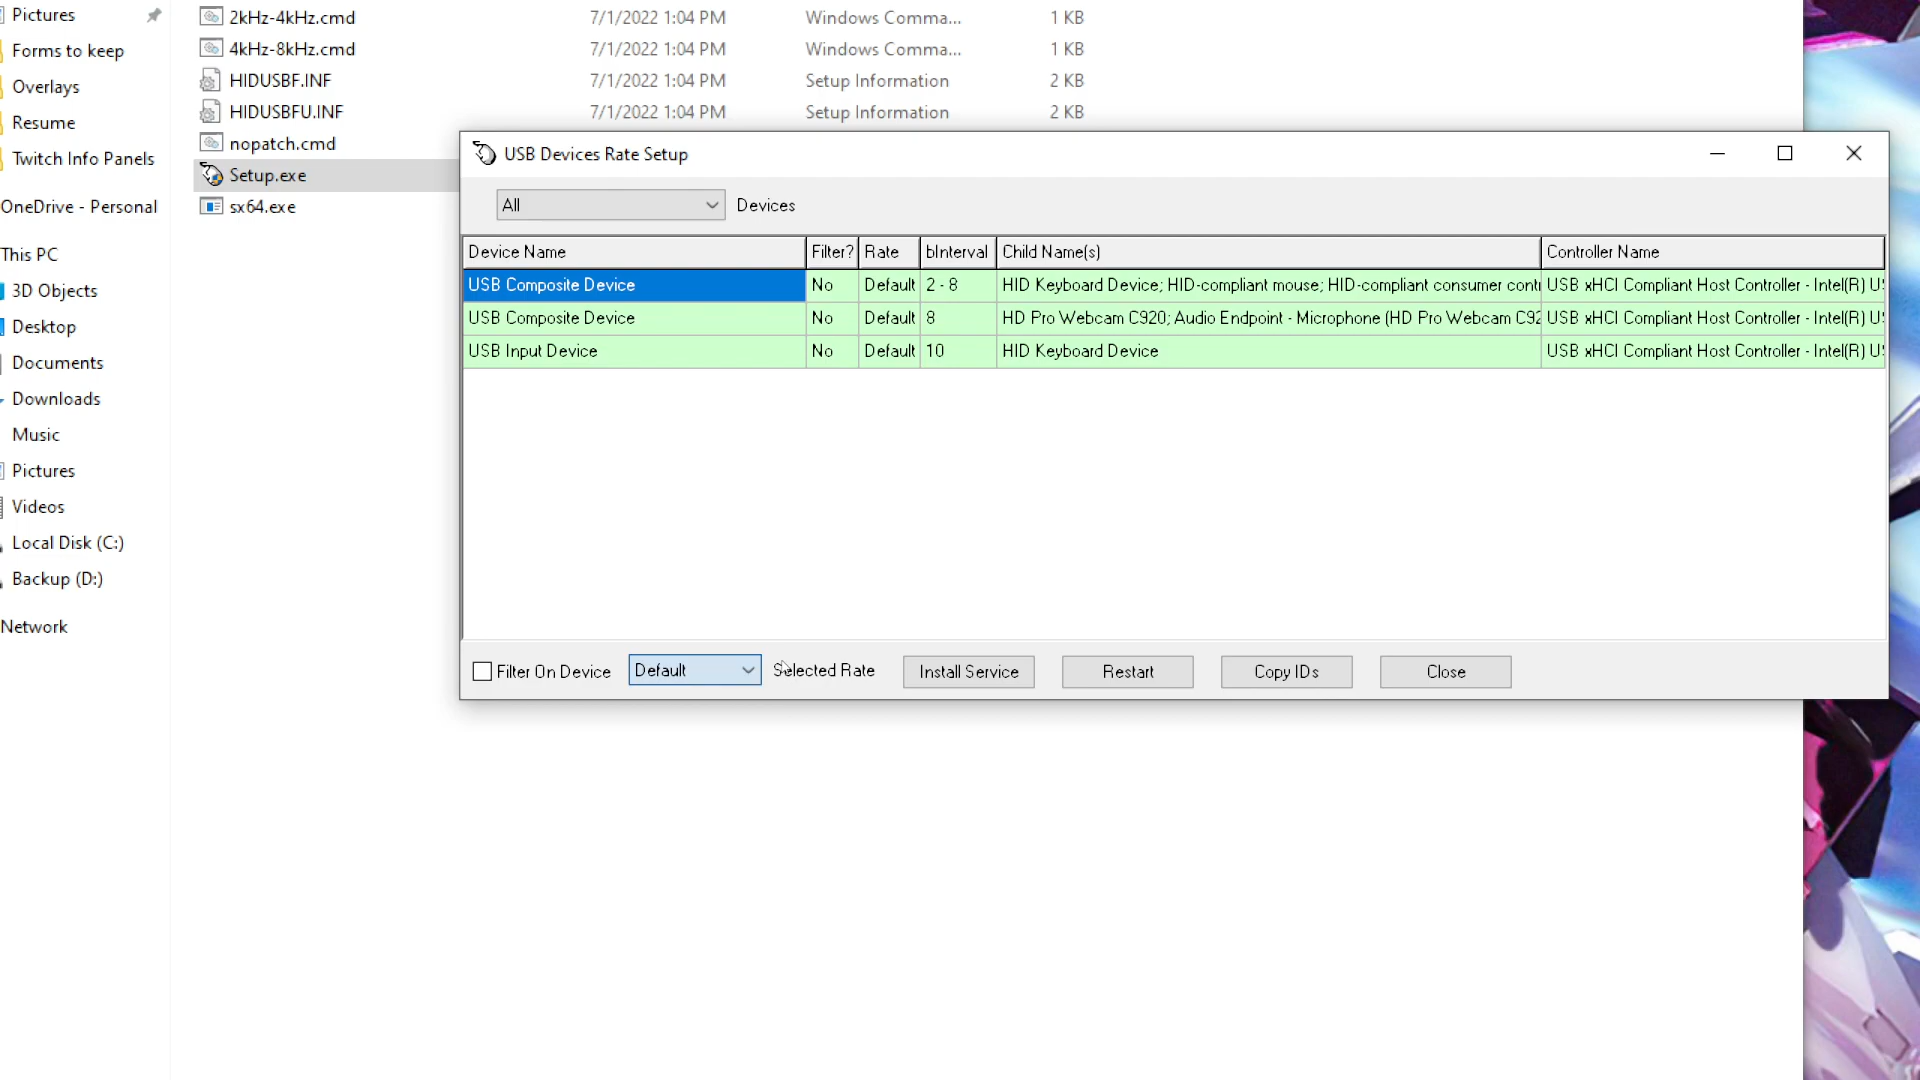 Pictures
Forms to keep
Overlays
Resume
Twitch Info Panels
OneDrive - Personal
This PC
3D Objects
Desktop
Documents
Downloads
Music
Pictures
Videos
Local Disk (C:)
Backup (D:)
Network
2kHz-4kHz.cmd 7/1/2022 1:04 PM Windows Comma... 1 KB
4kHz-8kHz.cmd 7/1/2022 1:04 PM Windows Comma... 1 KB
HIDUSBF.INF 7/1/2022 1:04 PM Setup Information 2 KB
HIDUSBFU.INF 7/1/2022 1:04 PM Setup Information 2 KB
nopatch.cmd
Setup.exe
sx64.exe
USB Devices Rate Setup
All Devices
Device Name Filter? Rate bInterval Child Name(s) Controller Name
USB Composite Device No Default 2 - 8 HID Keyboard Device; HID-compliant mouse; HID-compliant consumer conti USB xHCI Compliant Host Controller - Intel(R) U
USB Composite Device No Default 8 HD Pro Webcam C920; Audio Endpoint - Microphone (HD Pro Webcam C92 USB xHCI Compliant Host Controller - Intel(R) U
USB Input Device No Default 10 HID Keyboard Device USB xHCI Compliant Host Controller - Intel(R) U
Filter On Device Default Selected Rate Install Service Restart Copy IDs Close